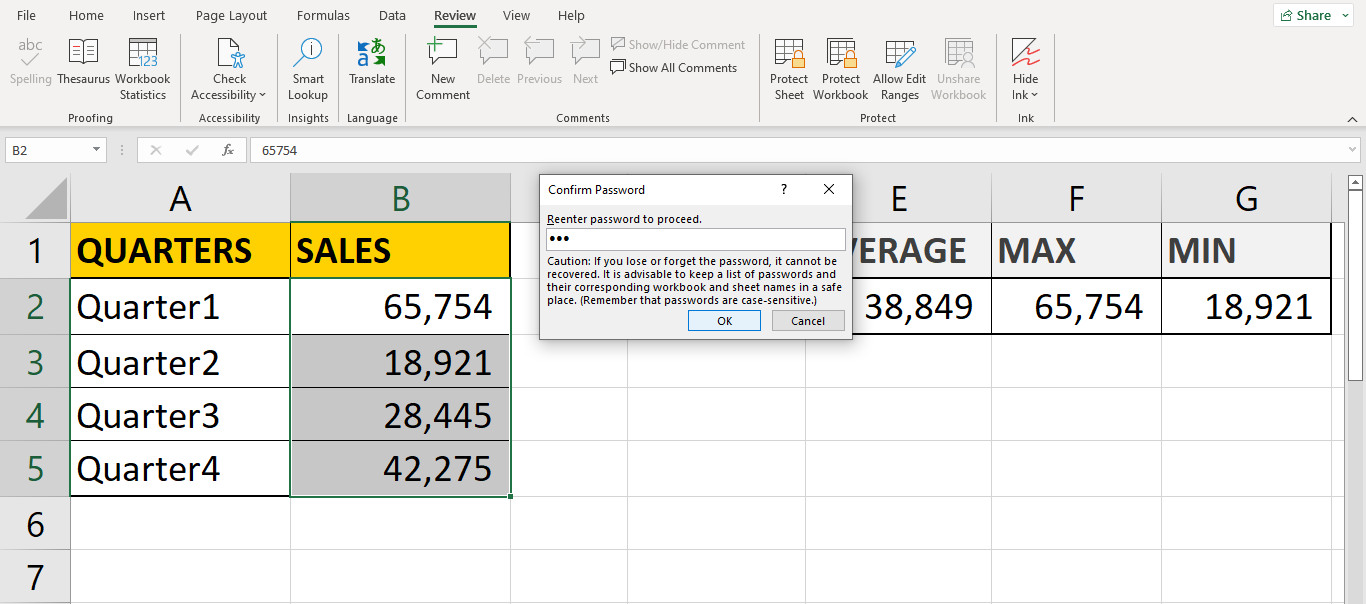 File Home Insert Page Layout Formulas Data Review View Help Share
abc
Spelling
Thesaurus
123
Workbook
Statistics
Proofing
Check
Accessibility
Accessibility
Smart
Lookup
Insights
a あ
Translate
Language
New
Comment
Delete
Previous
Next
Show/Hide Comment
Show All Comments
Comments
Protect
Sheet
Protect
Workbook
Allow Edit
Ranges
Unshare
Workbook
Protect
Hide
Ink
Ink
B2 fx 65754
A B E F G
1 QUARTERS SALES VERAGE MAX MIN
2 Quarter1 65,754 38,849 65,754 18,921
3 Quarter2 18,921
4 Quarter3 28,445
5 Quarter4 42,275
6
7
Confirm Password ?
Reenter password to proceed.
Caution: If you lose or forget the password, it cannot be
recovered. It is advisable to keep a list of passwords and
their corresponding workbook and sheet names in a safe
place. (Remember that passwords are case-sensitive.)
OK Cancel